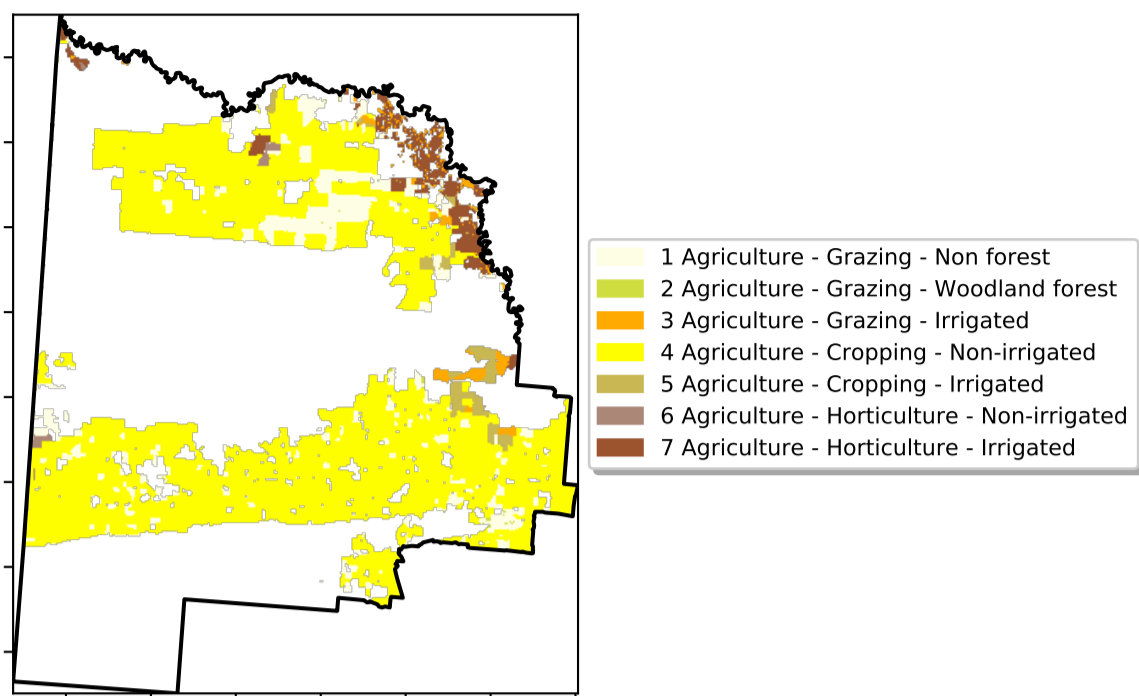 1 Agriculture - Grazing - Non forest
2 Agriculture - Grazing - Woodland forest
3 Agriculture - Grazing - Irrigated
4 Agriculture - Cropping - Non-irrigated
5 Agriculture - Cropping - Irrigated
6 Agriculture - Horticulture - Non-irrigated
7 Agriculture - Horticulture - Irrigated